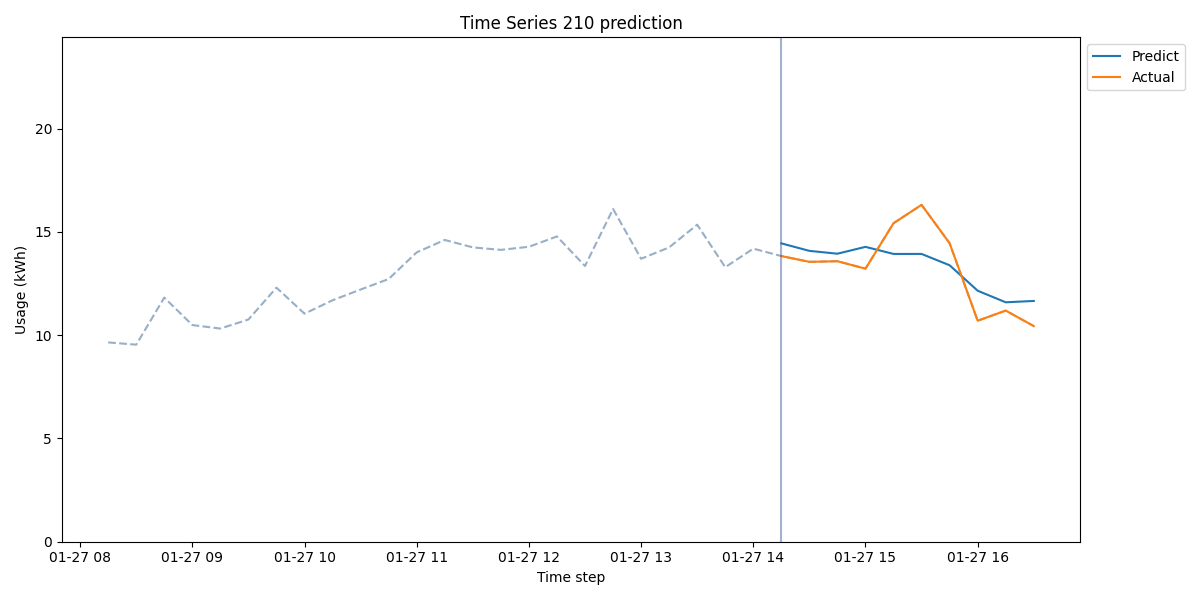 Time Series 210 prediction
Predict
Actual
Usage (kWh)
20
15
10
5
0
01-27 08 01-27 09 01-27 10 01-27 11 01-27 12 01-27 13 01-27 14 01-27 15 01-27 16
Time step